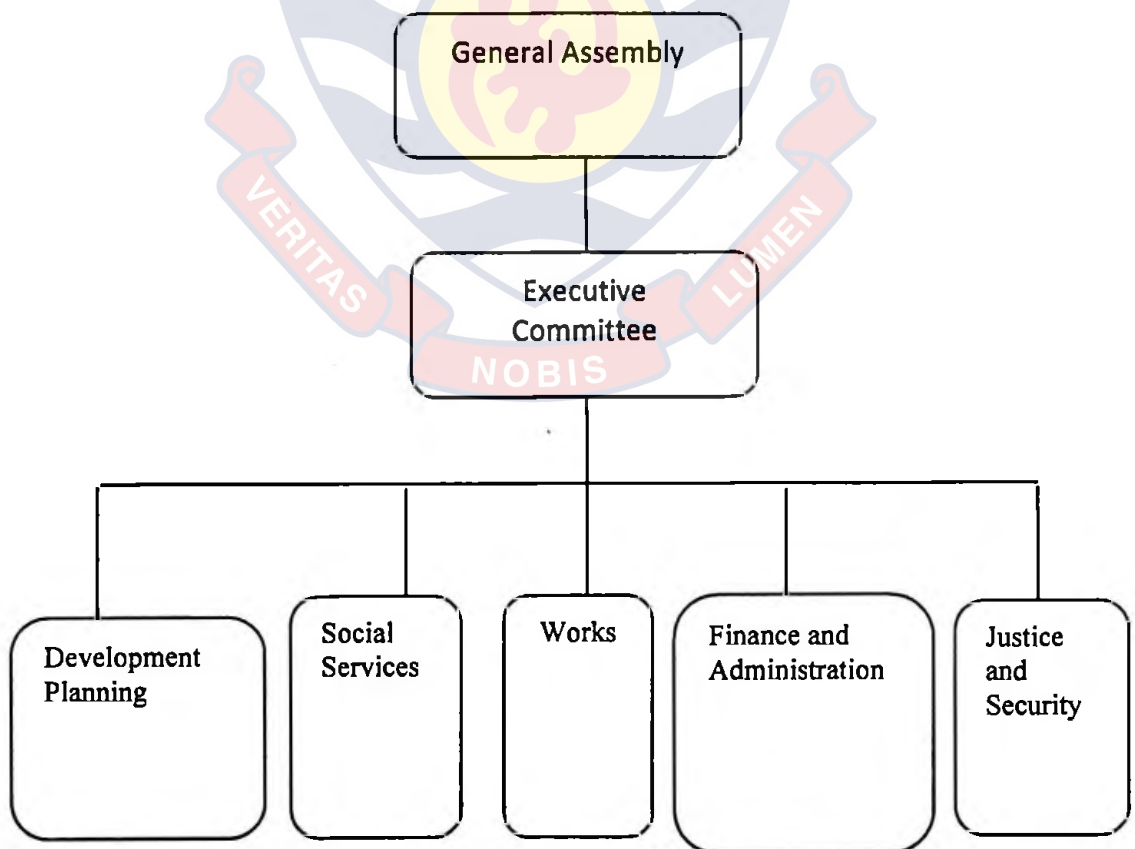 General Assembly
VERITAS
LUMEN
Executive
Committee
NOBIS
Development
Planning
Social
Services
Works
Finance and
Administration
Justice
and
Security